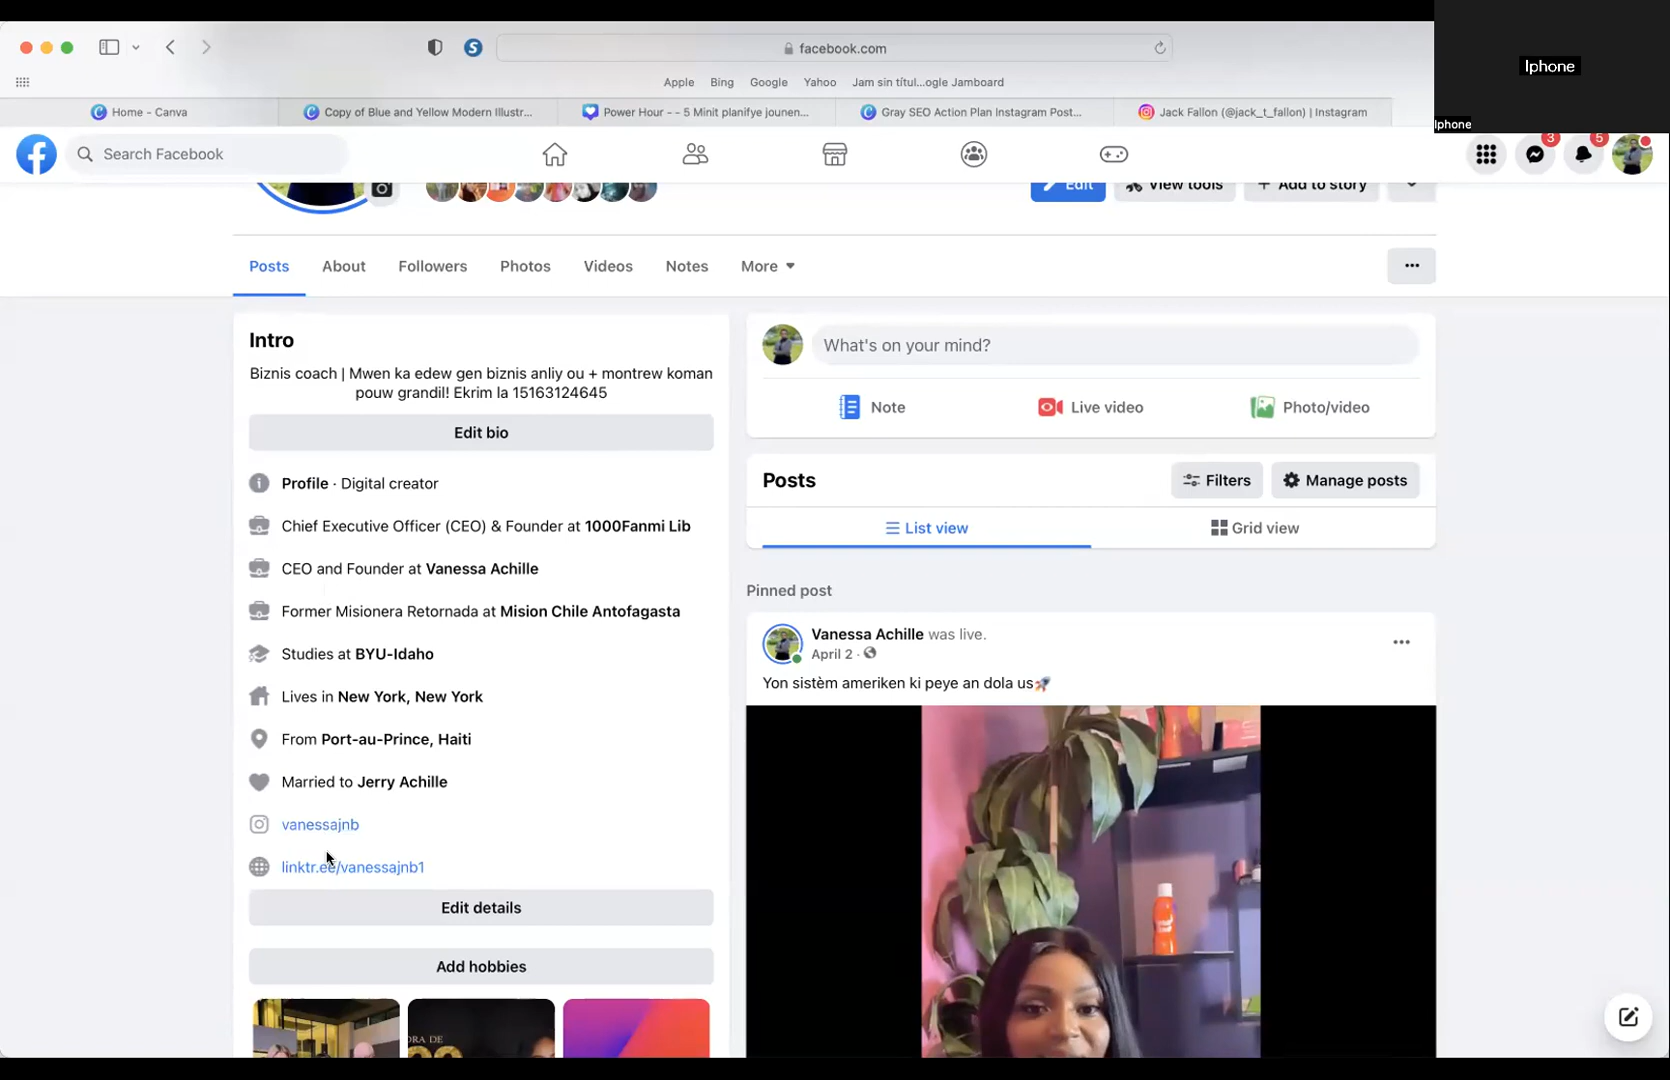 facebook.com
Iphone
Iphone
Apple Bing Google Yahoo Jam sin títul...ogle Jamboard
Home – Canva
Copy of Blue and Yellow Modern Illustr...
Power Hour - - 5 Minit planifye jounen...
Gray SEO Action Plan Instagram Post...
Jack Fallon (@jack_t_fallon) | Instagram
Search Facebook
3
5
Edit
View tools
+ Add to story
Posts
About
Followers
Photos
Videos
Notes
More
Intro
Biznis coach | Mwen ka edew gen biznis anliy ou + montrew koman
pouw grandil! Ekrim la 15163124645
Edit bio
Profile · Digital creator
Chief Executive Officer (CEO) & Founder at 1000Fanmi Lib
CEO and Founder at Vanessa Achille
Former Misionera Retornada at Mision Chile Antofagasta
Studies at BYU-Idaho
Lives in New York, New York
From Port-au-Prince, Haiti
Married to Jerry Achille
vanessajnb
linktr.ee/vanessajnb1
Edit details
Add hobbies
What's on your mind?
Note
Live video
Photo/video
Posts
Filters
Manage posts
List view
Grid view
Pinned post
Vanessa Achille was live.
April 2 ·
Yon sistèm ameriken ki peye an dola us🚀